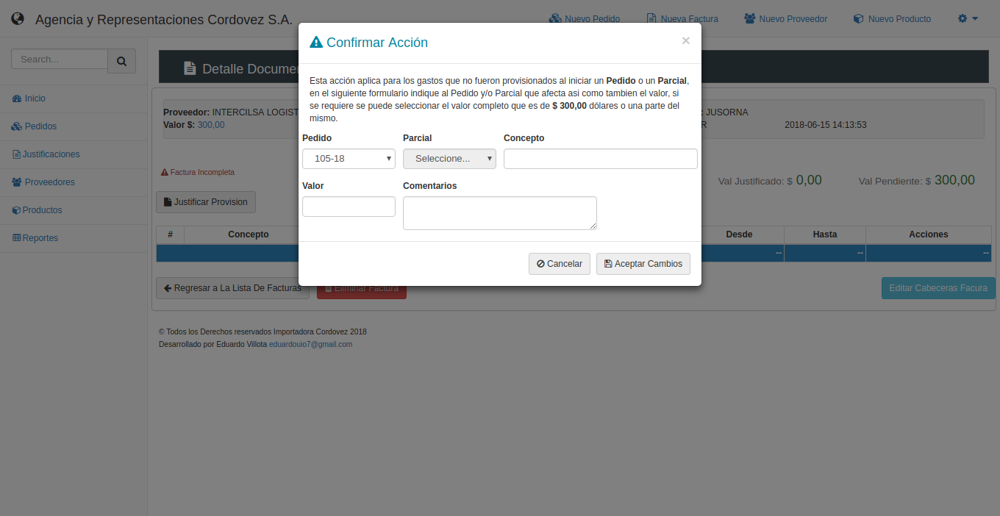 Agencia y Representaciones Cordovez S.A.
Nuevo Pedido
Nueva Factura
Nuevo Proveedor
Nuevo Producto
Search...
Inicio
Pedidos
Justificaciones
Proveedores
Productos
Reportes
Confirmar Acción
×
Esta acción aplica para los gastos que no fueron provisionados al iniciar un Pedido o un Parcial,
en el siguiente formulario indique al Pedido y/o Parcial que afecta asi como tambien el valor, si
se requiere se puede seleccionar el valor completo que es de $ 300,00 dólares o una parte del
mismo.
Pedido
Parcial
Concepto
105-18
Seleccione...
Valor
Comentarios
Cancelar
Aceptar Cambios
Detalle Docume
Proveedor: INTERCILSA LOGIST
: JUSORNA
Valor $: 300,00
R
2018-06-15 14:13:53
Factura Incompleta
Val Justificado: $ 0,00
Val Pendiente: $ 300,00
Justificar Provision
#
Concepto
Desde
Hasta
Acciones
--
--
--
Regresar a La Lista De Facturas
Eliminar Factura
Editar Cabeceras Facura
© Todos los Derechos reservados Importadora Cordovez 2018
Desarrollado por Eduardo Villota eduardouio7@gmail.com